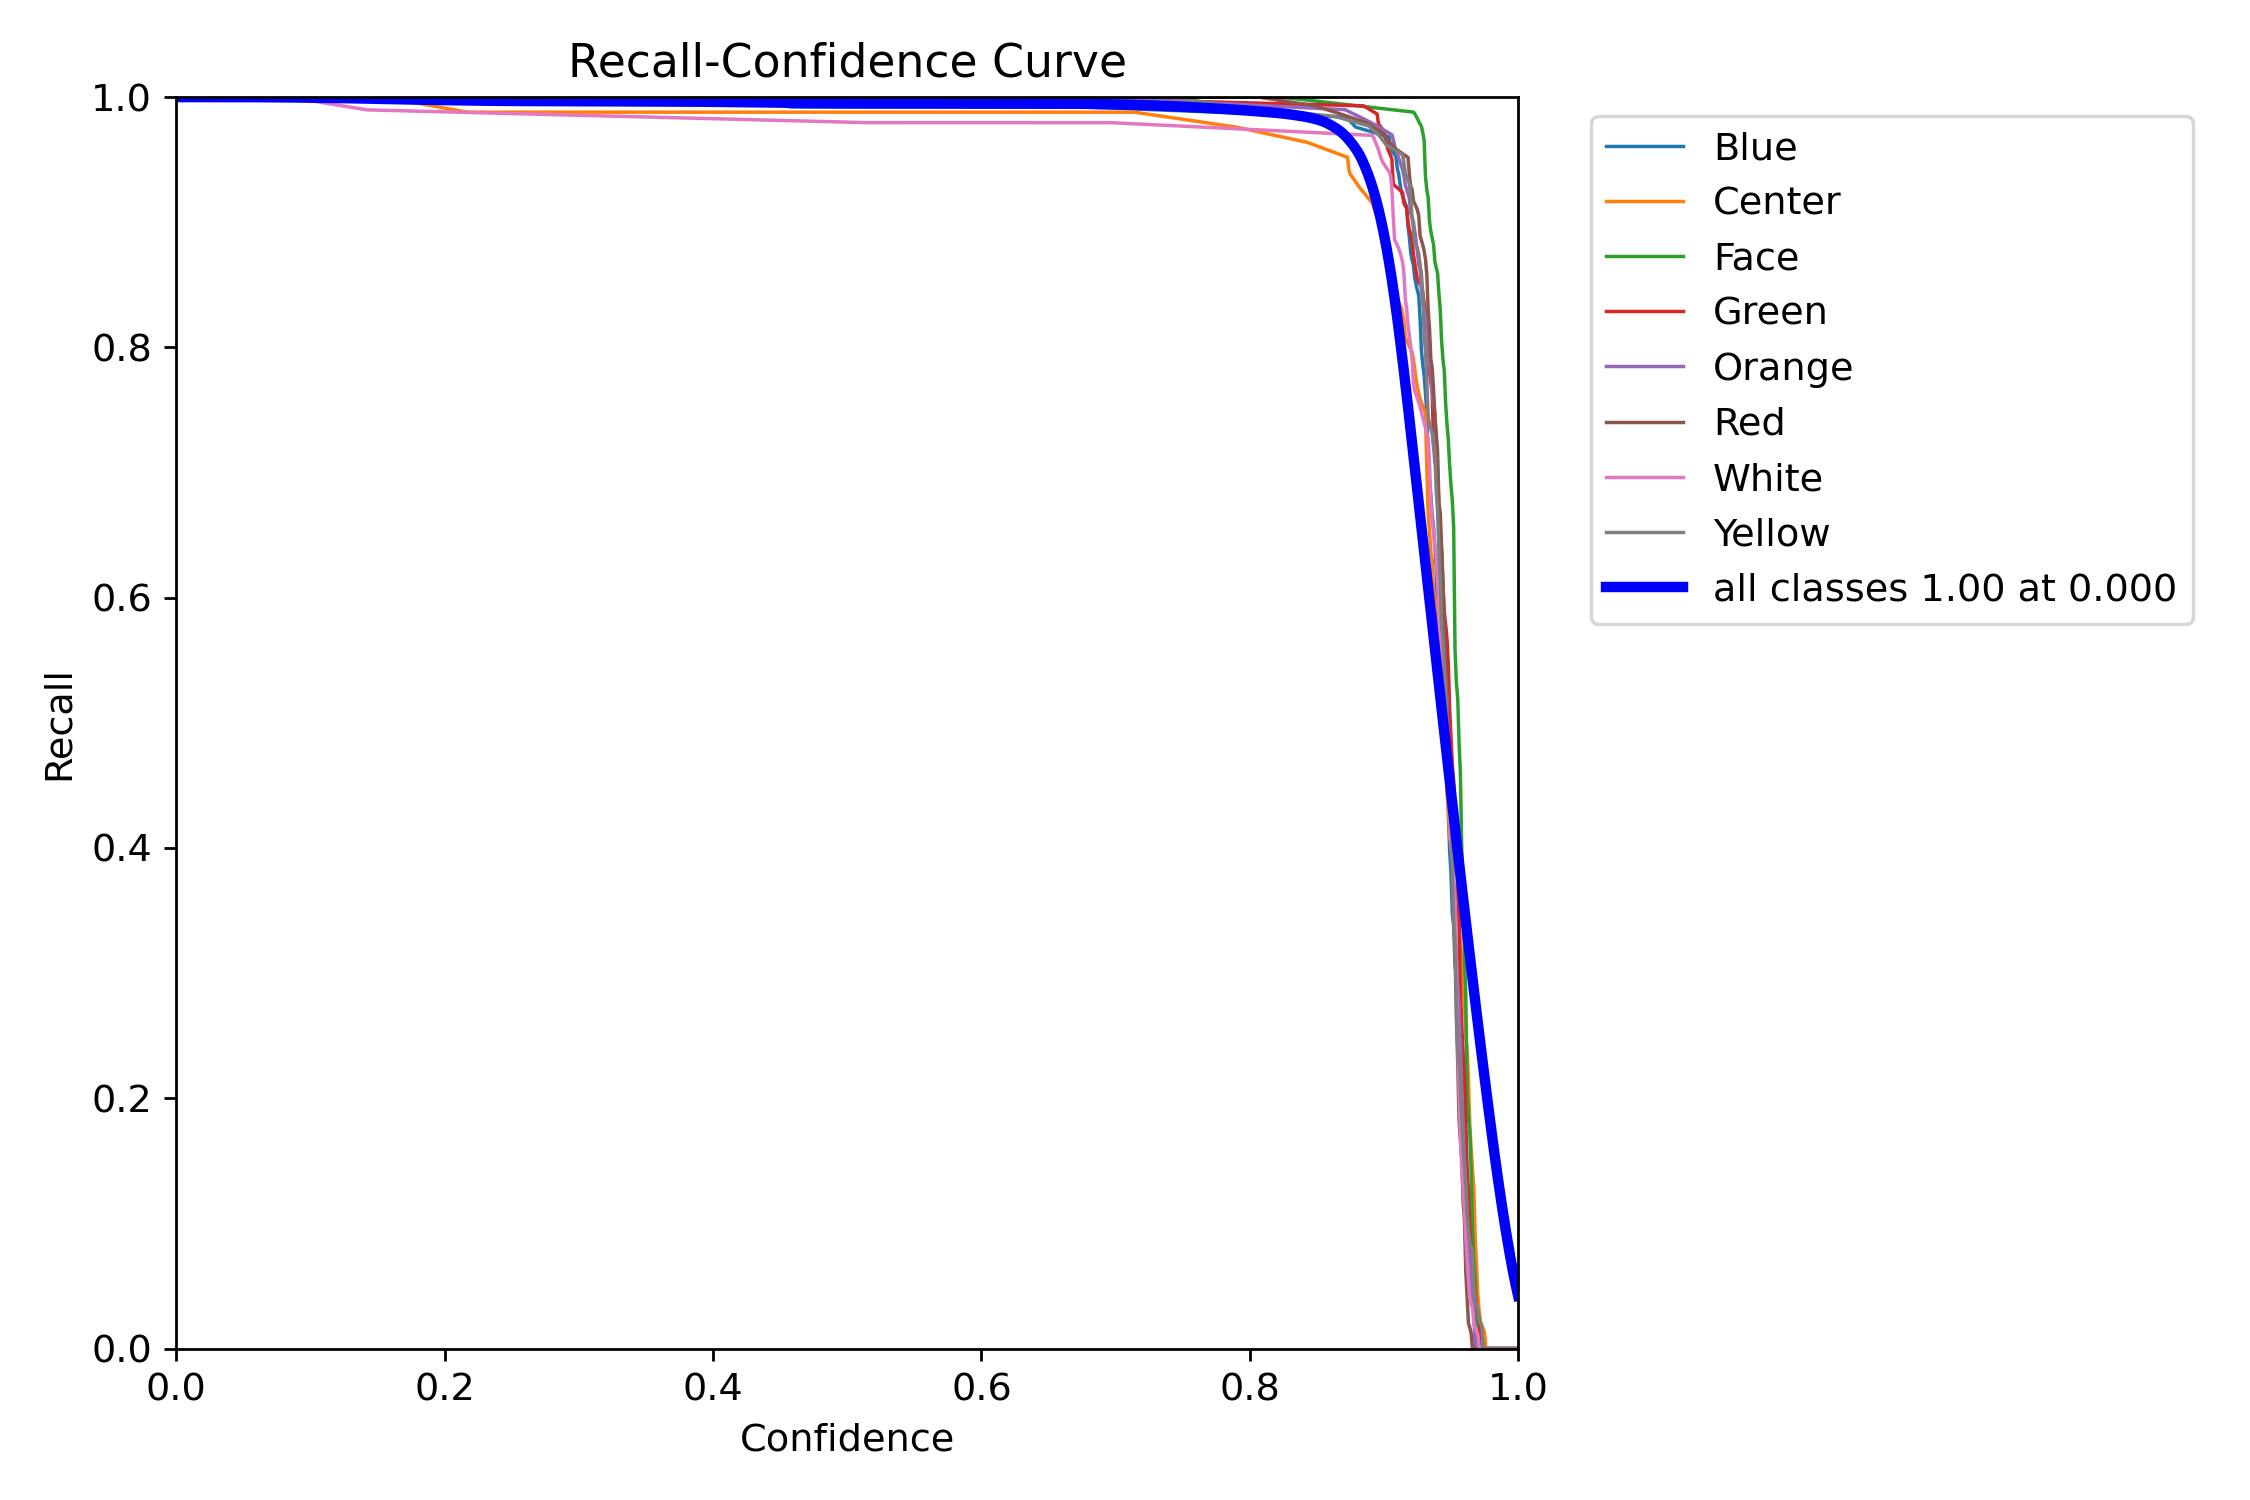 Recall-Confidence Curve
1.0
0.8
0.6
0.4
0.2
0.0
Recall
0.0 0.2 0.4 0.6 0.8 1.0
Confidence
Blue
Center
Face
Green
Orange
Red
White
Yellow
all classes 1.00 at 0.000